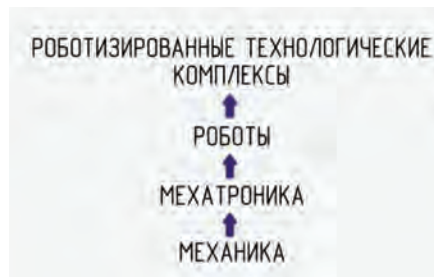 РОБОТИЗИРОВАННЫЕ ТЕХНОЛОГИЧЕСКИЕ
КОМПЛЕКСЫ
РОБОТЫ
МЕХАТРОНИКА
МЕХАНИКА